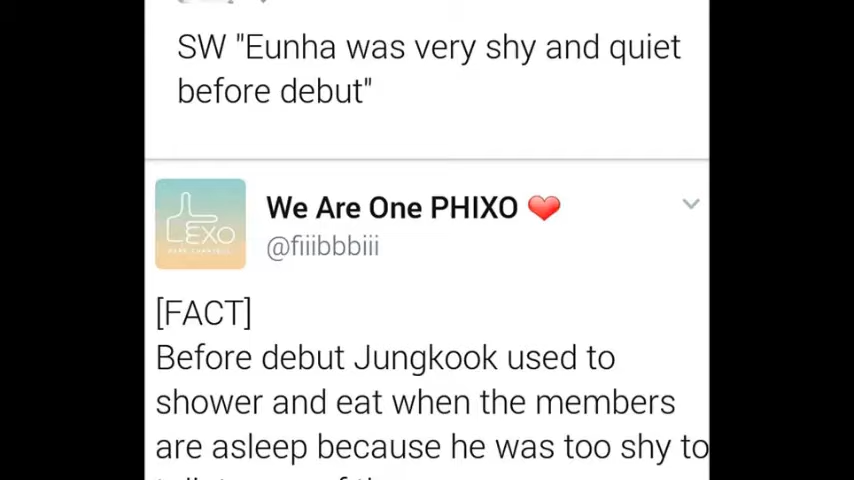 SW "Eunha was very shy and quiet
before debut"
EXO
We Are One PHIXO ❤
@fiiibbbiii
[FACT]
Before debut Jungkook used to
shower and eat when the members
are asleep because he was too shy to